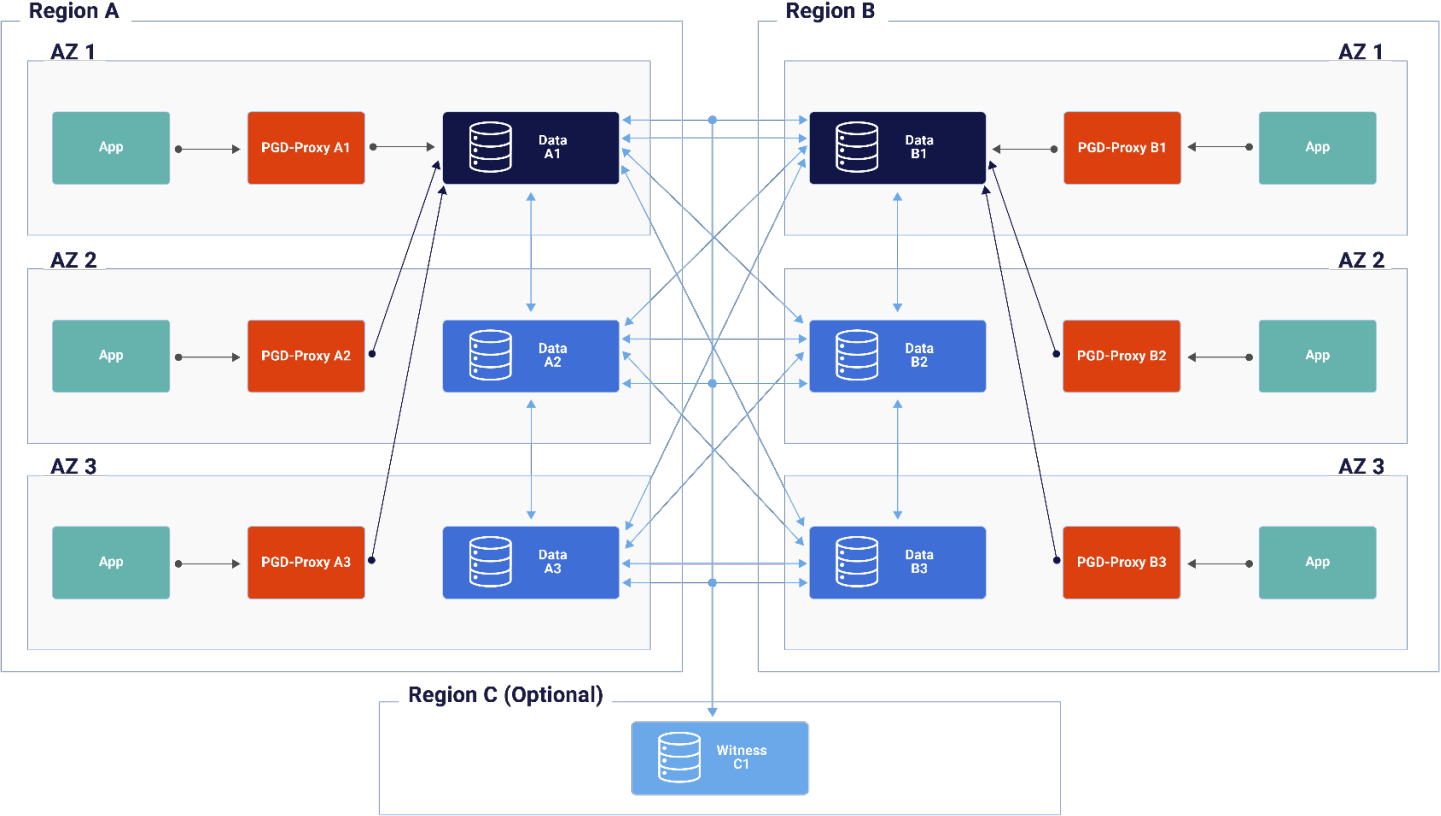 Region A
Region B
AZ 1
AZ 1
App
PGD-Proxy A1
Data
A1
Data
B1
PGD-Proxy B1
App
AZ 2
AZ 2
App
PGD-Proxy A2
Data
A2
Data
B2
PGD-Proxy B2
App
AZ 3
AZ 3
App
PGD-Proxy A3
Data
A3
Data
B3
PGD-Proxy B3
App
Region C (Optional)
Witness
C1